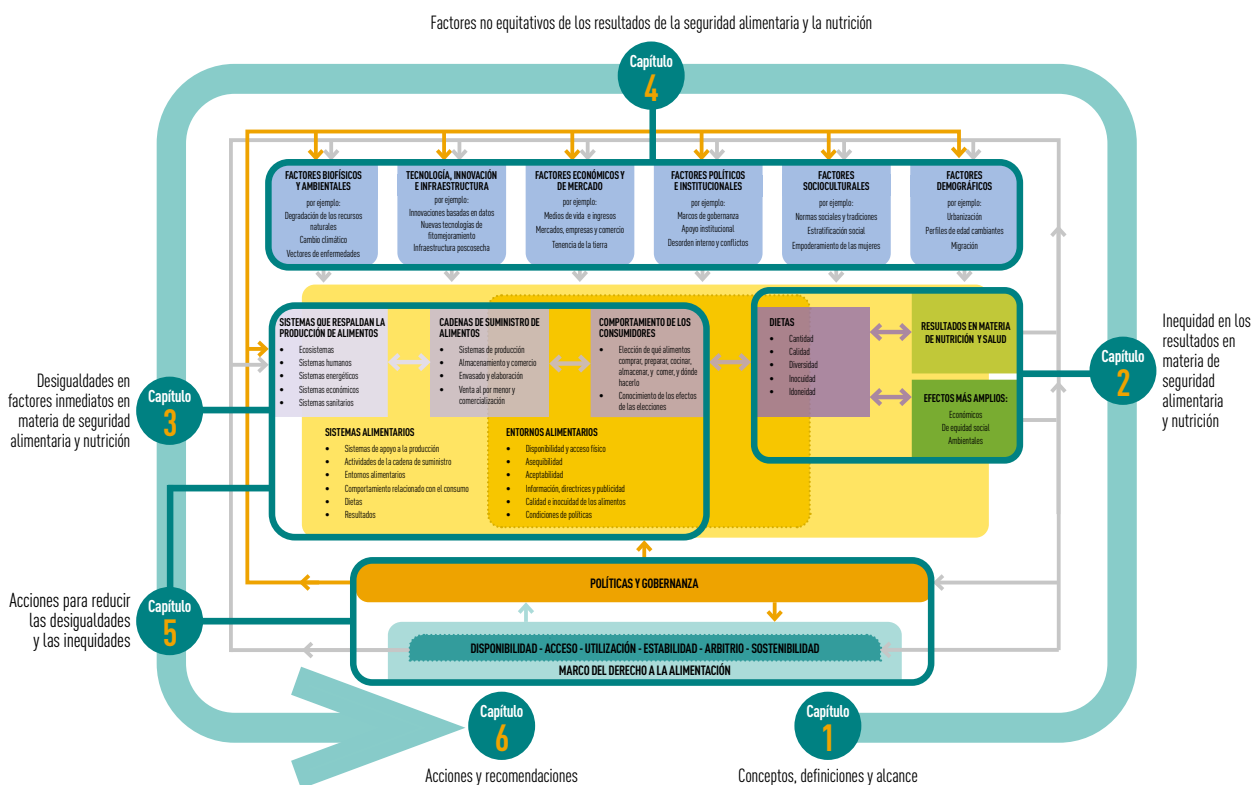 Factores no equitativos de los resultados de la seguridad alimentaria y la nutrición
Capítulo
4
FACTORES BIOFÍSICOS
Y AMBIENTALES
por ejemplo:
Degradación de los recursos
naturales
Cambio climático
Vectores de enfermedades
TECNOLOGÍA, INNOVACIÓN
E INFRAESTRUCTURA
por ejemplo:
Innovaciones basadas en datos
Nuevas tecnologías de
fitomejoramiento
Infraestructura poscosecha
FACTORES ECONÓMICOS Y
DE MERCADO
por ejemplo:
Medios de vida e ingresos
Mercados, empresas y comercio
Tenencia de la tierra
FACTORES POLÍTICOS
E INSTITUCIONALES
por ejemplo:
Marcos de gobernanza
Apoyo institucional
Desorden interno y conflictos
FACTORES
SOCIOCULTURALES
por ejemplo:
Normas sociales y tradiciones
Estratificación social
Empoderamiento de las mujeres
FACTORES
DEMOGRÁFICOS
por ejemplo:
Urbanización
Perfiles de edad cambiantes
Migración
SISTEMAS QUE RESPALDAN LA
PRODUCCIÓN DE ALIMENTOS
• Ecosistemas
• Sistemas humanos
• Sistemas energéticos
• Sistemas económicos
• Sistemas sanitarios
CADENAS DE SUMINISTRO DE
ALIMENTOS
• Sistemas de producción
• Almacenamiento y comercio
• Envasado y elaboración
• Venta al por menor y
comercialización
COMPORTAMIENTO DE LOS
CONSUMIDORES
• Elección de qué alimentos
comprar, preparar, cocinar,
almacenar, y comer, y dónde
hacerlo
• Conocimiento de los efectos
de las elecciones
DIETAS
• Cantidad
• Calidad
• Diversidad
• Inocuidad
• Idoneidad
RESULTADOS EN MATERIA
DE NUTRICIÓN Y SALUD
EFECTOS MÁS AMPLIOS:
Económicos
De equidad social
Ambientales
Capítulo
2
Inequidad en los
resultados en
materia de
seguridad
alimentaria
y nutrición
Desigualdades en
factores inmediatos en
materia de seguridad
alimentaria y nutrición
Capítulo
3
SISTEMAS ALIMENTARIOS
• Sistemas de apoyo a la producción
• Actividades de la cadena de suministro
• Entornos alimentarios
• Comportamiento relacionado con el consumo
• Dietas
• Resultados
ENTORNOS ALIMENTARIOS
• Disponibilidad y acceso físico
• Asequibilidad
• Aceptabilidad
• Información, directrices y publicidad
• Calidad e inocuidad de los alimentos
• Condiciones de políticas
Acciones para reducir
las desigualdades
y las inequidades
Capítulo
5
POLÍTICAS Y GOBERNANZA
DISPONIBILIDAD - ACCESO - UTILIZACIÓN - ESTABILIDAD - ARBITRIO - SOSTENIBILIDAD
MARCO DEL DERECHO A LA ALIMENTACIÓN
Capítulo
6
Acciones y recomendaciones
Capítulo
1
Conceptos, definiciones y alcance